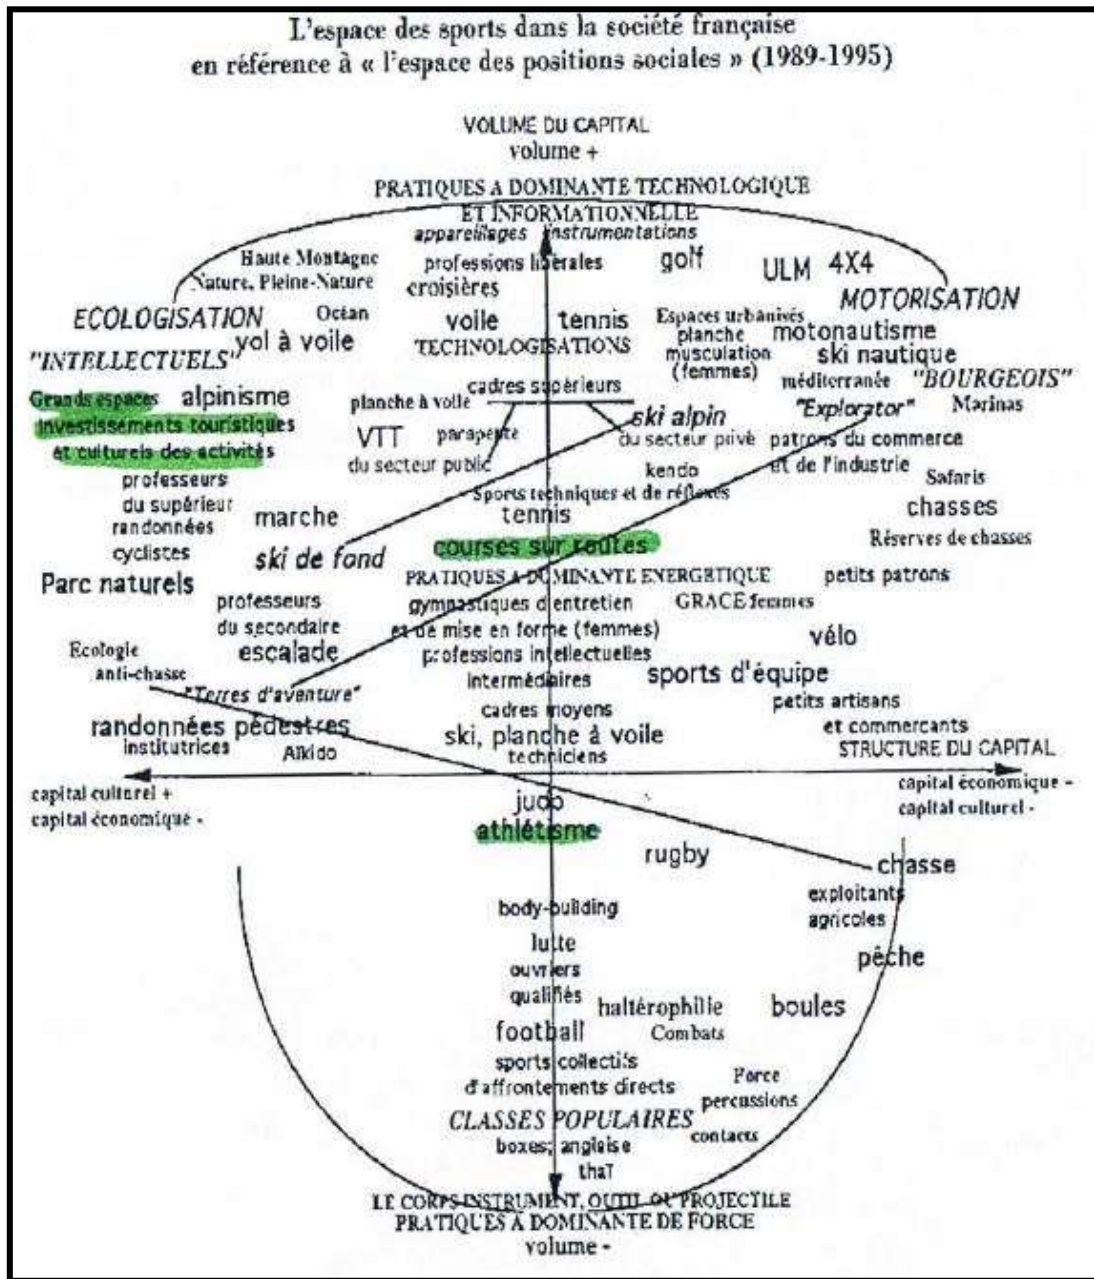 L'espace des sports dans la société française
en référence à « l'espace des positions sociales » (1989-1995)
VOLUME DU CAPITAL
volume +
PRATIQUES A DOMINANTE TECHNOLOGIQUE
ET INFORMATIONNELLE
appareillages instrumentations
Haute Montagne
Nature, Pleine-Nature
professions libérales
croisières
golf
ULM 4X4
ECOLOGISATION
Océan
MOTORISATION
vol à voile
voile
tennis
TECHNOLOGISATIONS
Espaces urbanisés
planche
musculation
(femmes)
motonautisme
ski nautique
"INTELLECTUELS"
méditerranée
"BOURGEOIS"
Grands espaces
alpinisme
cadres supérieurs
planche à voile
ski alpin
"Explorator"
Marinas
investissements touristiques
et culturels des activités
VTT
parapente
du secteur public
du secteur privé
patrons du commerce
et de l'industrie
professeurs
du supérieur
randonnées
cyclistes
marche
kendo
Sports techniques et de réflexes
tennis
Safaris
chasses
ski de fond
courses sur routes
Réserves de chasses
Parc naturels
PRATIQUES A DOMINANTE ENERGETIQUE
petits patrons
professeurs
du secondaire
escalade
gymnastiques d'entretien
et de mise en forme (femmes)
GRACE femmes
vélo
Ecologie
anti-chasse
professions intellectuelles
intermédiaires
sports d'équipe
"Terres d'aventure"
cadres moyens
petits artisans
et commercants
randonnées pédestres
institutrices
Aïkido
ski, planche à voile
techniciens
STRUCTURE DU CAPITAL
capital culturel +
capital économique -
capital économique -
capital culturel -
judo
athlétisme
rugby
chasse
exploitants
agricoles
body-building
pêche
lutte
ouvriers
qualifiés
haltérophilie
boules
football
Combats
sports collectifs
d'affrontements directs
Force
percussions
CLASSES POPULAIRES
contacts
boxes; anglaise
thaï
LE CORPS INSTRUMENT, OUTIL OU PROJECTILE
PRATIQUES A DOMINANTE DE FORCE
volume -